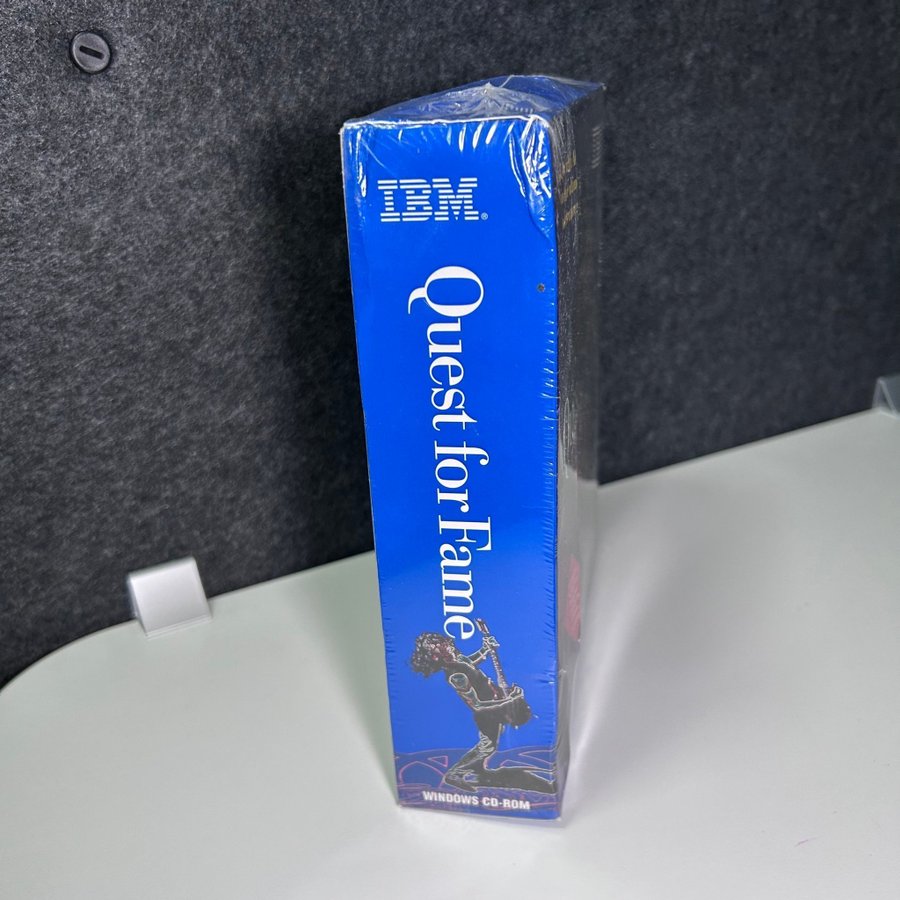 IBM®
Quest for Fame
WINDOWS CD-ROM